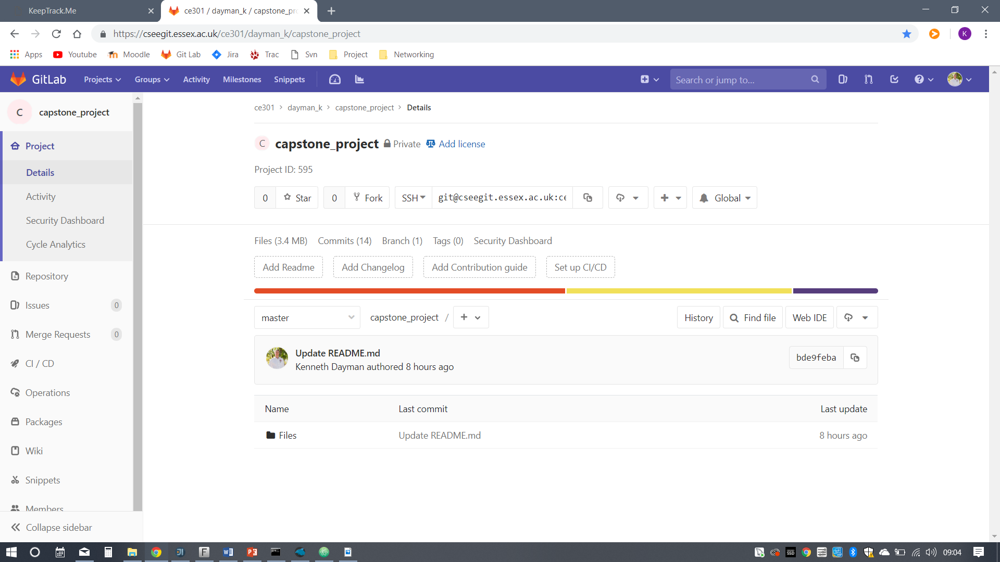 KeepTrack.Me
ce301 / dayman_k / capstone_pro
https://cseegit.essex.ac.uk/ce301/dayman_k/capstone_project
K
Apps
Youtube
Moodle
Git Lab
Jira
Trac
Svn
Project
Networking
GitLab
Projects
Groups
Activity
Milestones
Snippets
Search or jump to...
C
capstone_project
Project
Details
Activity
Security Dashboard
Cycle Analytics
Repository
Issues 0
Merge Requests 0
CI / CD
Operations
Packages
Wiki
Snippets
Members
Collapse sidebar
ce301 > dayman_k > capstone_project > Details
C capstone_project Private Add license
Project ID: 595
0 Star 0 Fork SSH git@cseegit.essex.ac.uk:ce Global
Files (3.4 MB) Commits (14) Branch (1) Tags (0) Security Dashboard
Add Readme Add Changelog Add Contribution guide Set up CI/CD
master capstone_project / + History Find file Web IDE
Update README.md
Kenneth Dayman authored 8 hours ago
bde9feba
Name Last commit Last update
Files Update README.md 8 hours ago
09:04